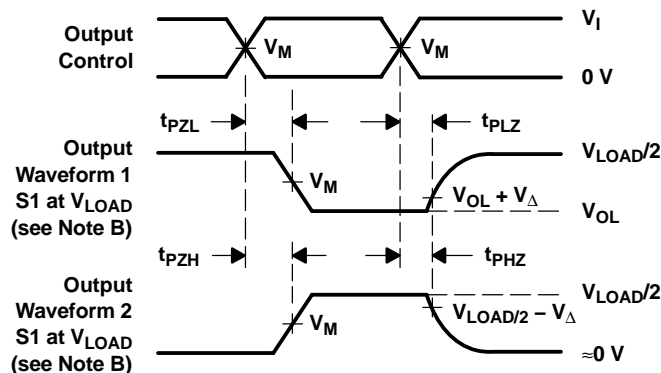 Output
Control
V_M
V_M
V_I
0 V
t_PZL
t_PLZ
Output
Waveform 1
S1 at V_LOAD
(see Note B)
V_M
V_LOAD/2
V_OL + V_Δ
V_OL
t_PZH
t_PHZ
Output
Waveform 2
S1 at V_LOAD
(see Note B)
V_M
V_LOAD/2
V_LOAD/2 − V_Δ
≈0 V